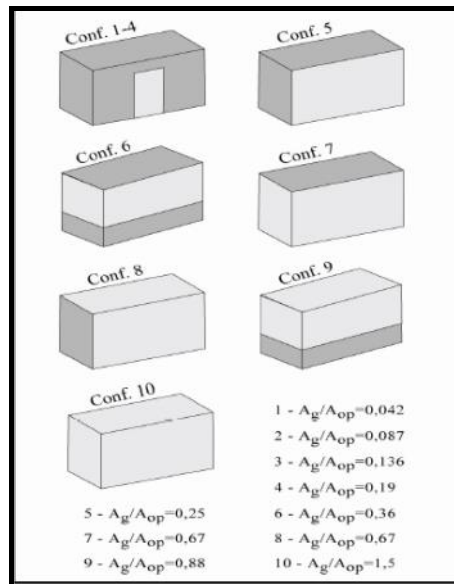 Conf. 1-4
Conf. 5
Conf. 6
Conf. 7
Conf. 8
Conf. 9
Conf. 10
1 - Ag/Aop=0,042
2 - Ag/Aop=0,087
3 - Ag/Aop=0,136
4 - Ag/Aop=0,19
5 - Ag/Aop=0,25
6 - Ag/Aop=0,36
7 - Ag/Aop=0,67
8 - Ag/Aop=0,67
9 - Ag/Aop=0,88
10 - Ag/Aop=1,5